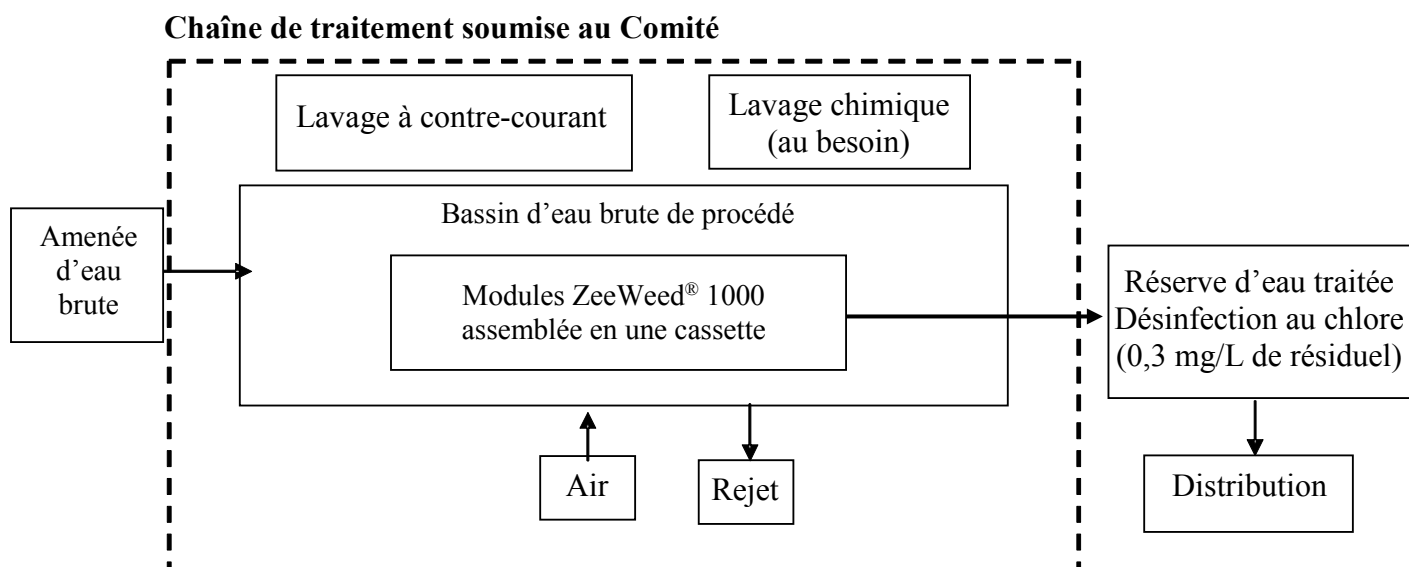 Chaîne de traitement soumise au Comité
Lavage à contre-courant
Lavage chimique
(au besoin)
Bassin d'eau brute de procédé
Amenée
d'eau
brute
Modules ZeeWeed® 1000
assemblée en une cassette
Réserve d'eau traitée
Désinfection au chlore
(0,3 mg/L de résiduel)
Air
Rejet
Distribution